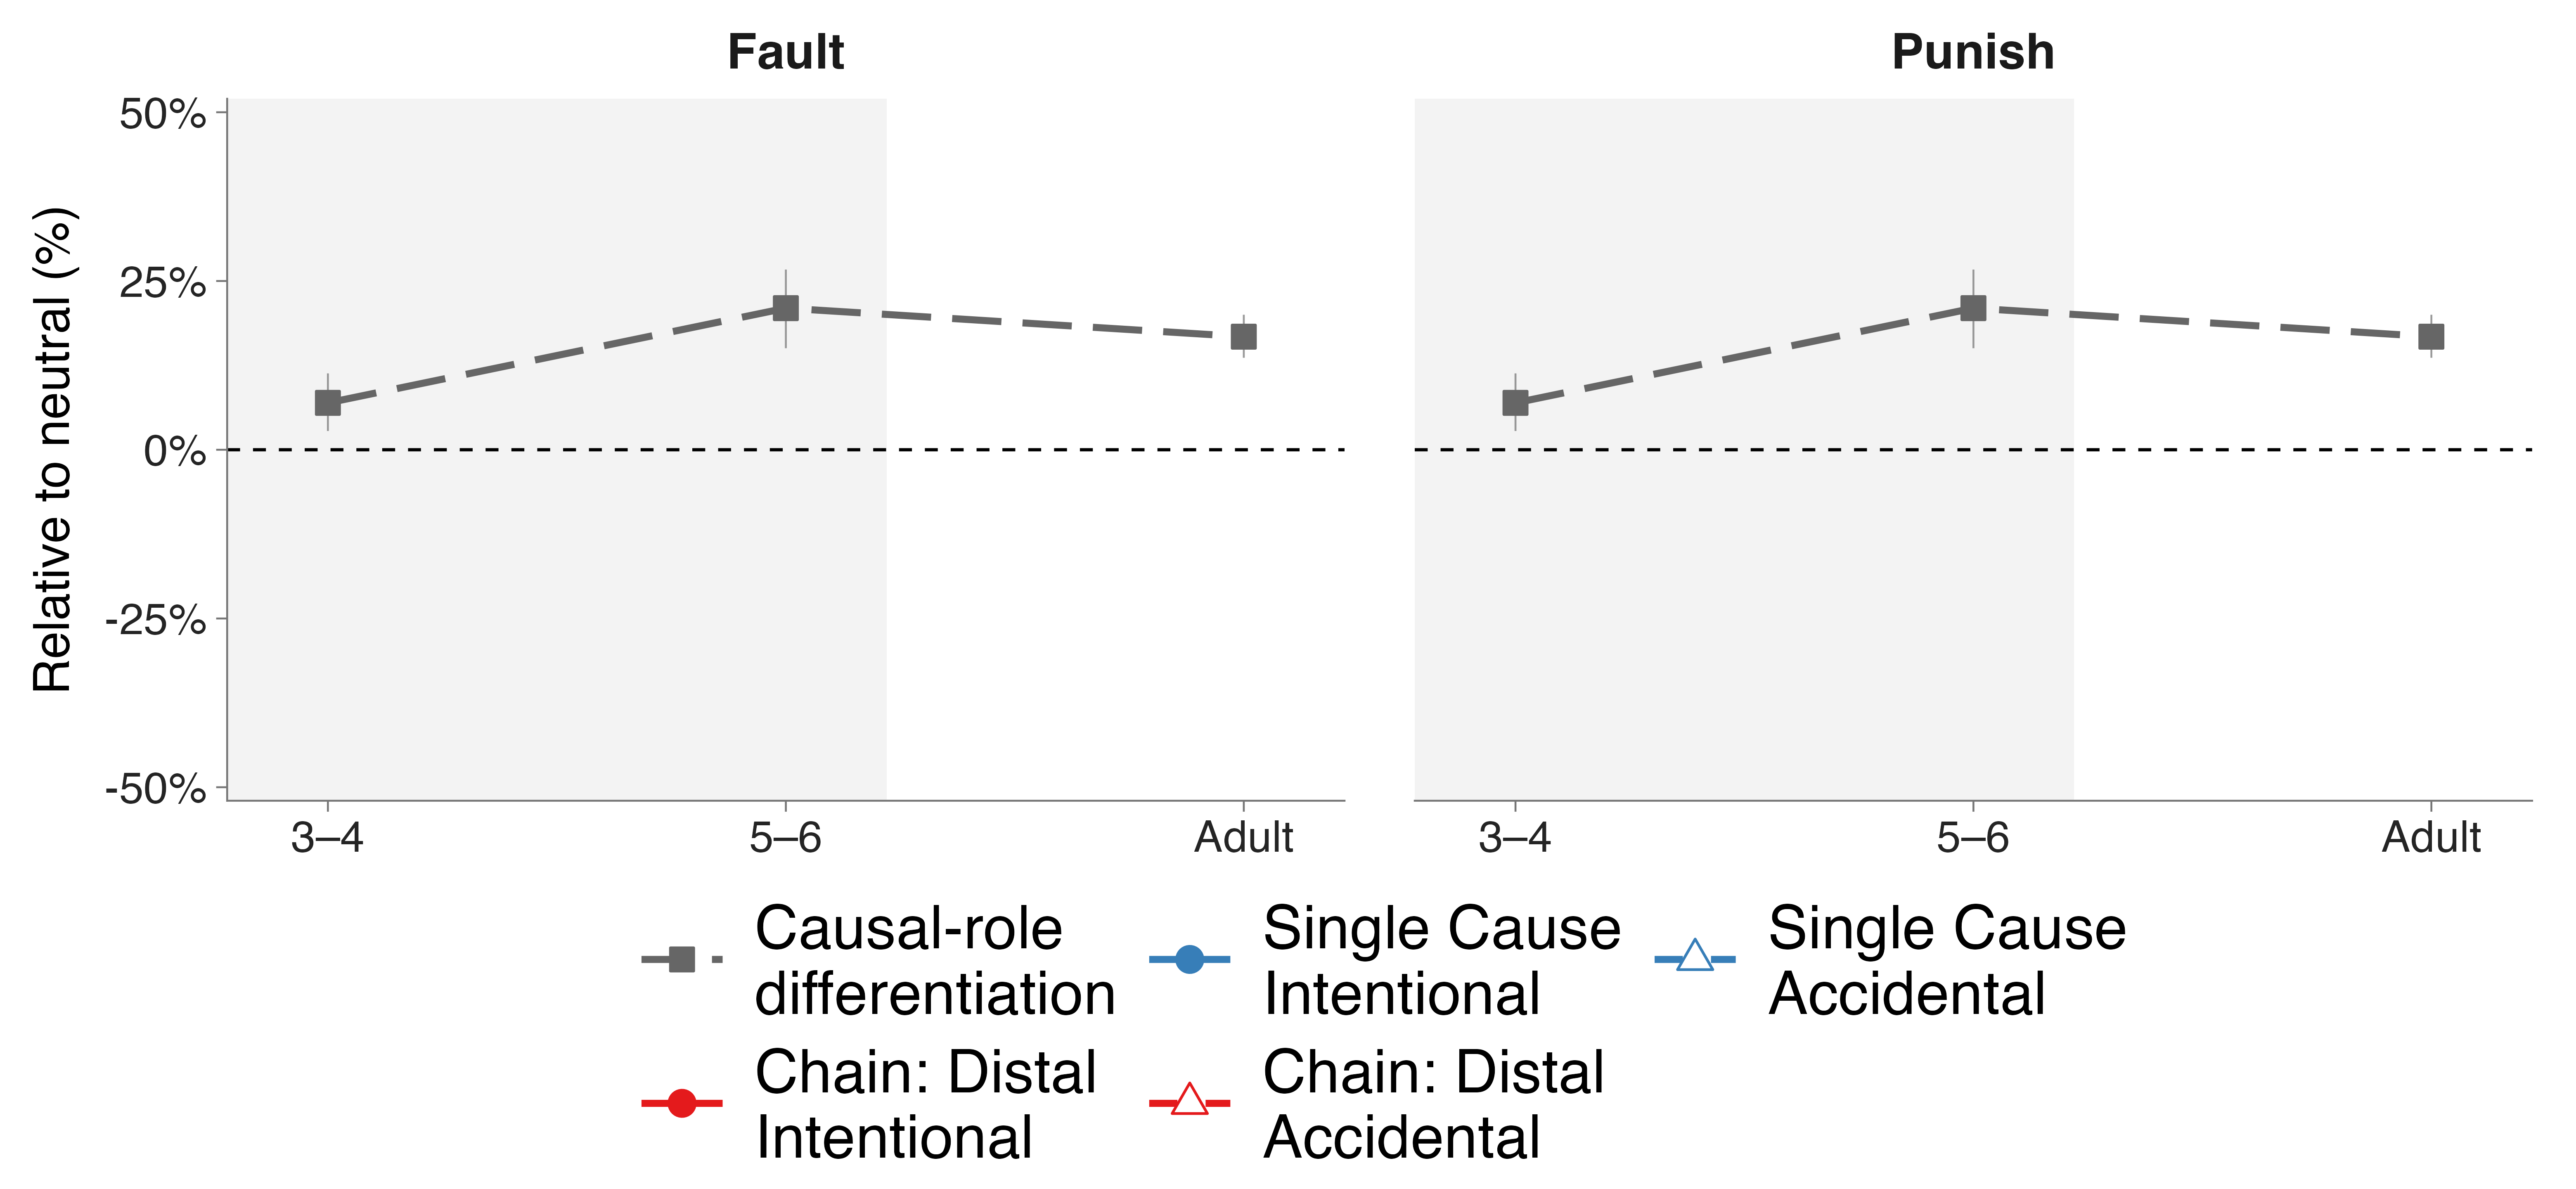 Fault
Punish
Relative to neutral (%)
50%
25%
0%
-25%
-50%
3–4
5–6
Adult
3–4
5–6
Adult
Causal-role
differentiation
Single Cause
Intentional
Single Cause
Accidental
Chain: Distal
Intentional
Chain: Distal
Accidental